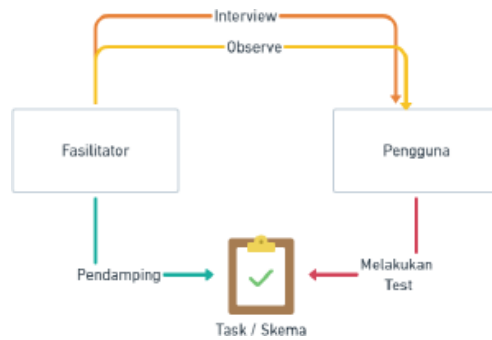 Interview
Observe
Fasilitator
Pengguna
Pendamping
Melakukan
Test
Task / Skema